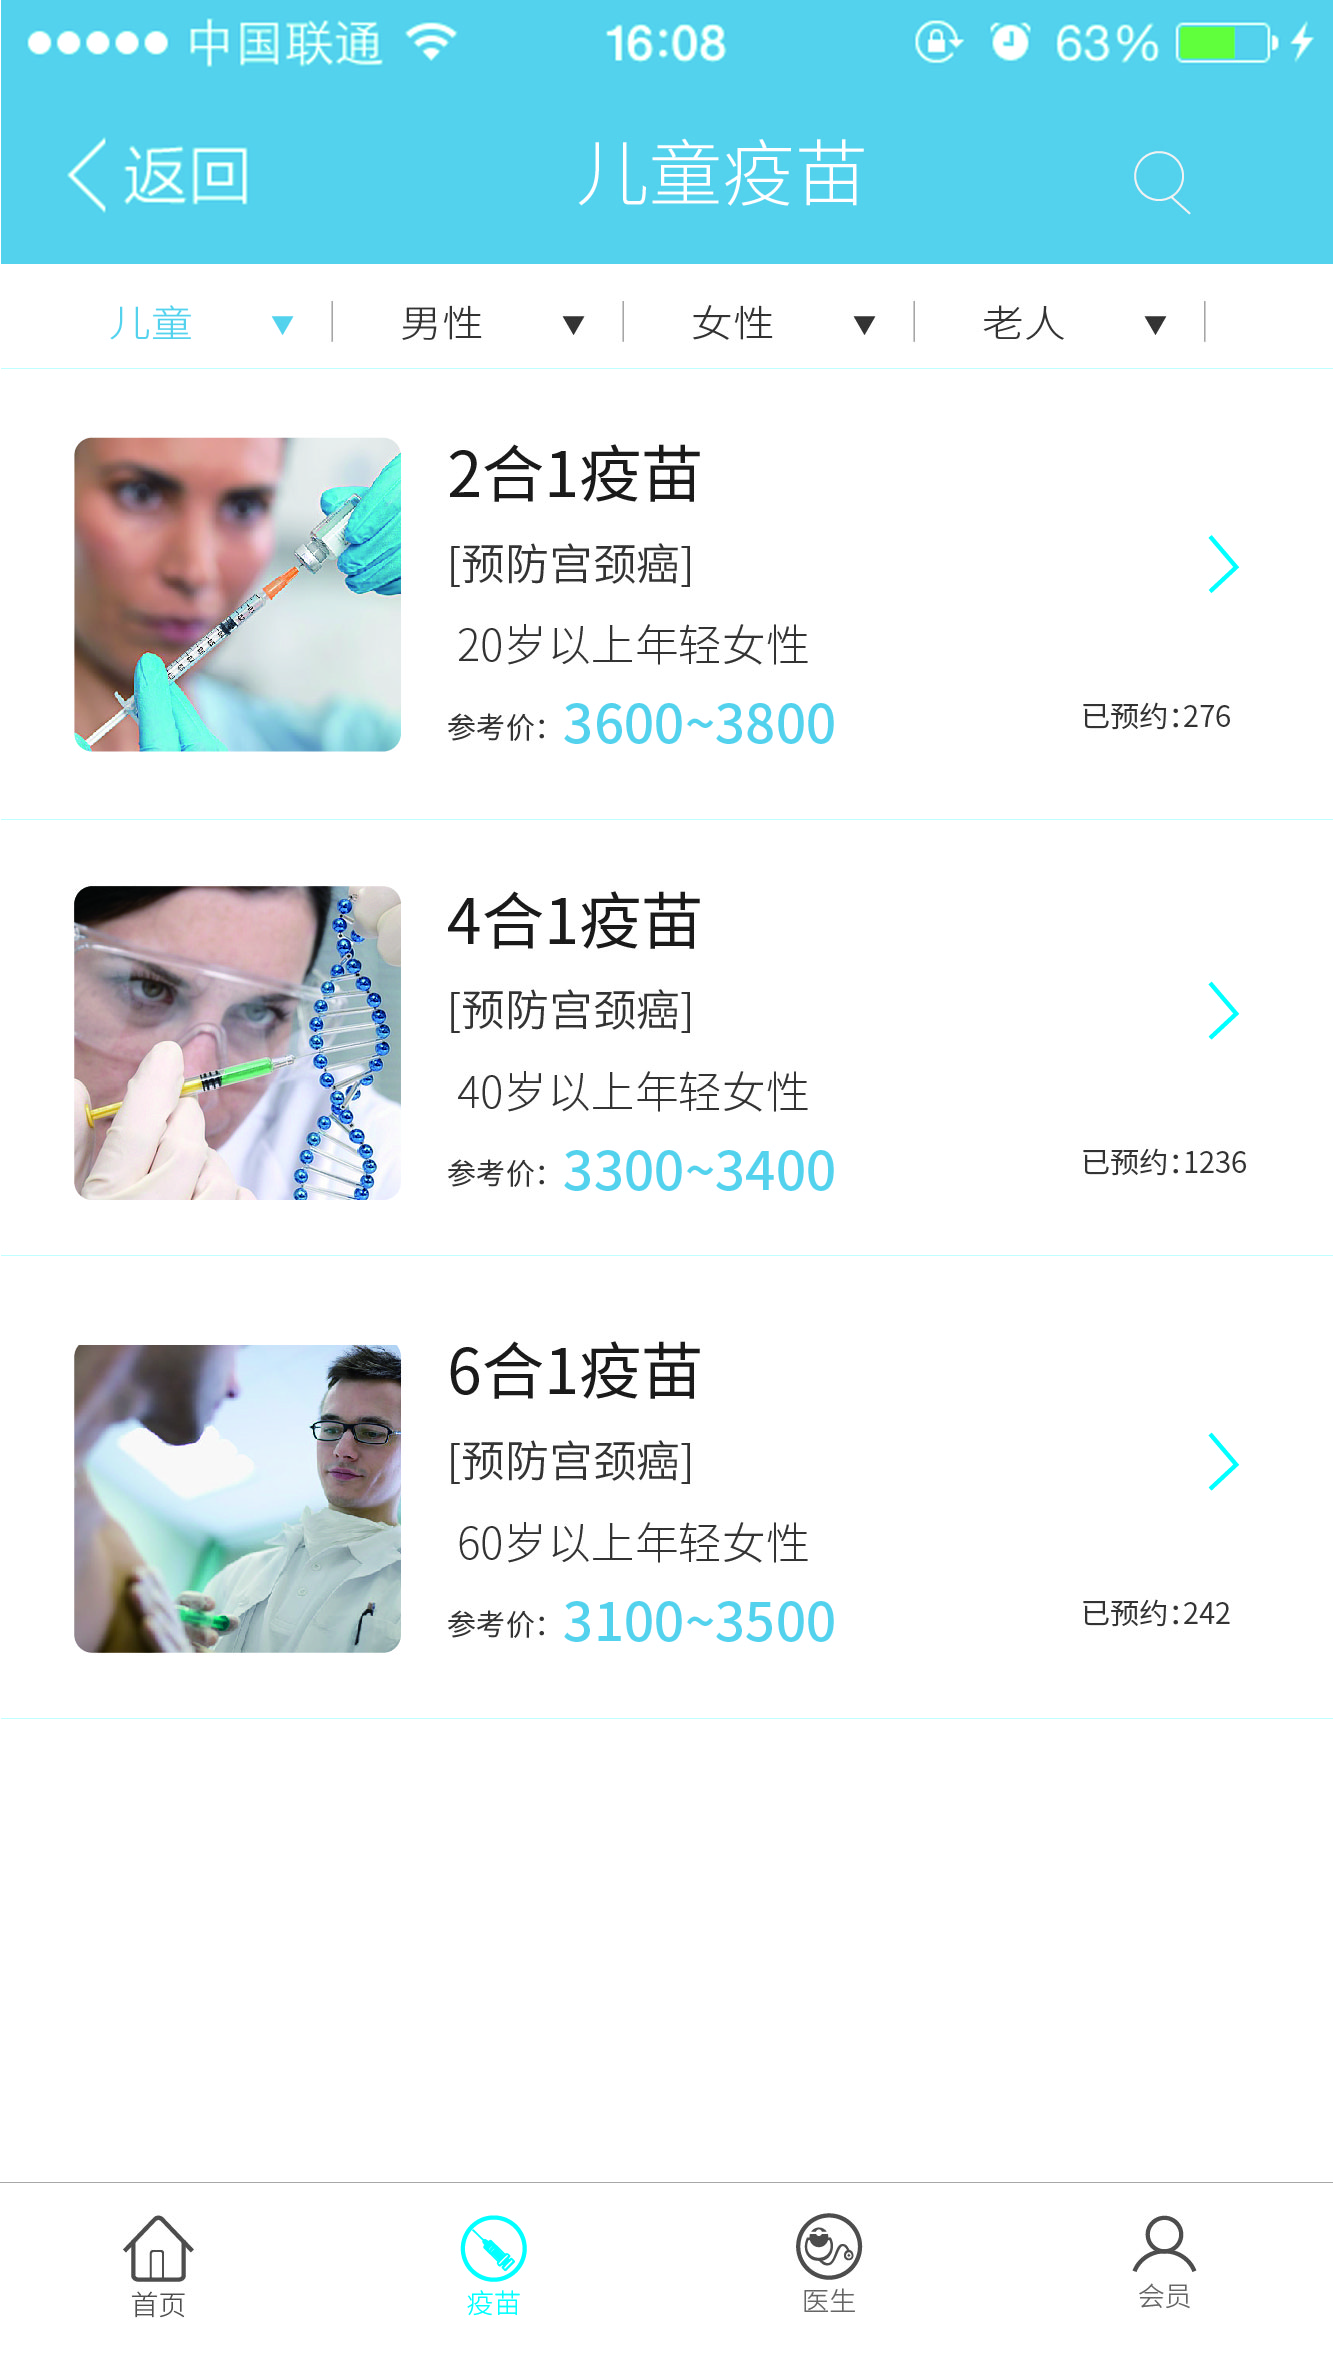 中国联通 16:08 63%
返回 儿童疫苗
儿童 ▼ 男性 ▼ 女性 ▼ 老人 ▼
2合1疫苗
[预防宫颈癌]
20岁以上年轻女性
参考价：3600~3800 已预约：276
4合1疫苗
[预防宫颈癌]
40岁以上年轻女性
参考价：3300~3400 已预约：1236
6合1疫苗
[预防宫颈癌]
60岁以上年轻女性
参考价：3100~3500 已预约：242
首页 疫苗 医生 会员